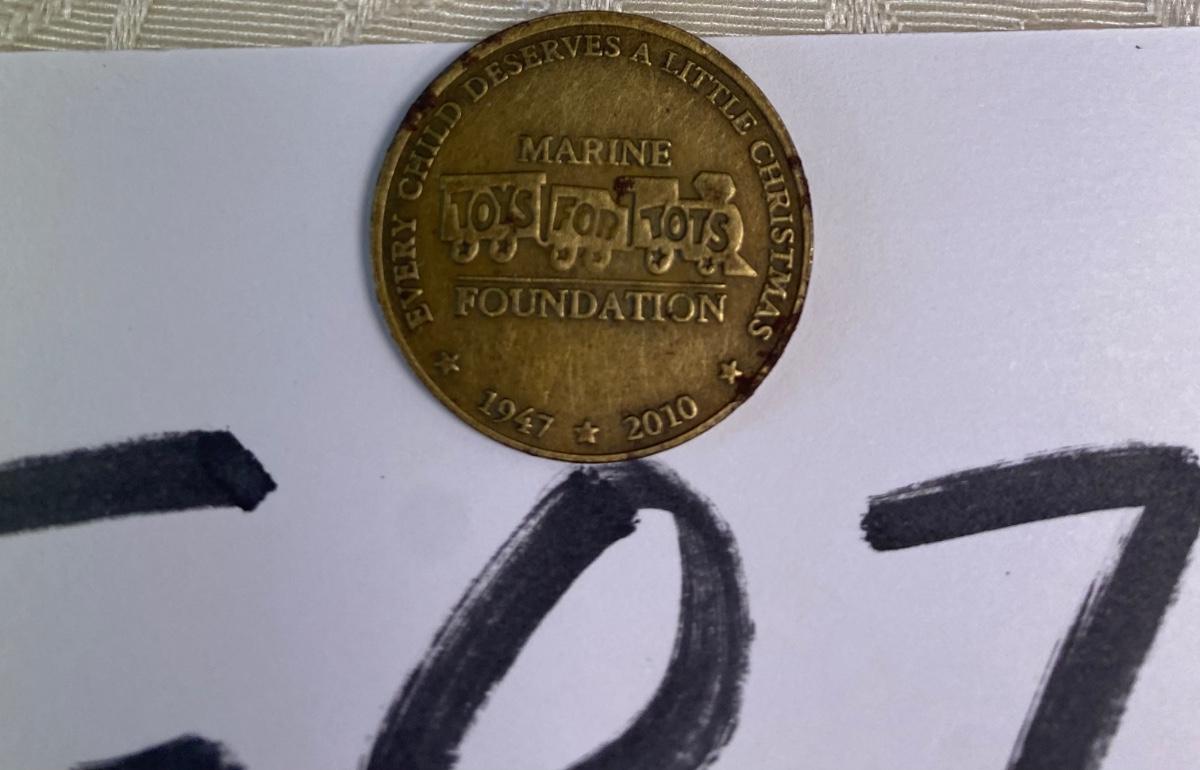 EVERY CHILD DESERVES A LITTLE CHRISTMAS
MARINE
TOYS FOR TOTS
FOUNDATION
1947 2010